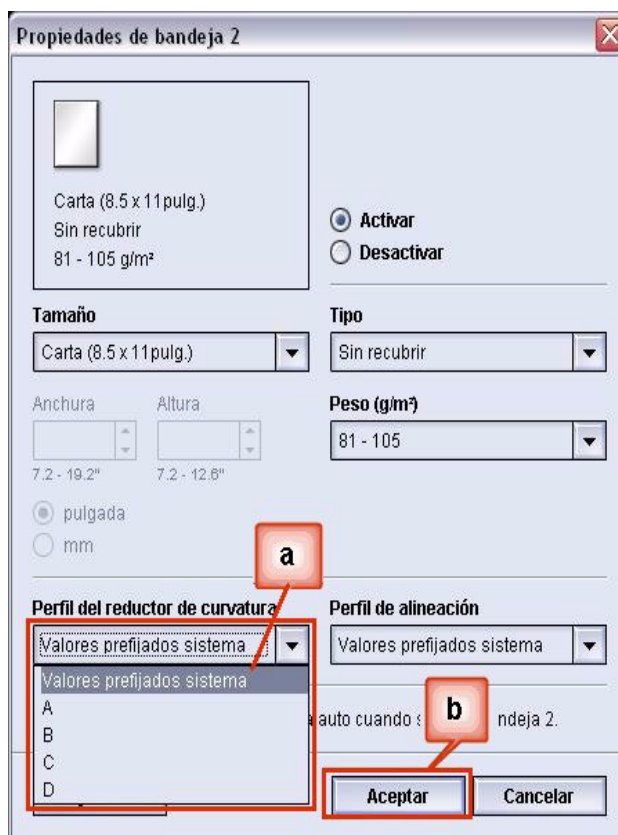 Propiedades de bandeja 2
Carta (8.5 x 11pulg.)
Sin recubrir
81 - 105 g/m²
Activar
Desactivar
Tamaño
Tipo
Carta (8.5 x 11pulg.)
Sin recubrir
Anchura
Altura
Peso (g/m²)
81 - 105
7.2 - 19.2"
7.2 - 12.6"
pulgada
mm
a
Perfil del reductor de curvatura
Perfil de alineación
Valores prefijados sistema
Valores prefijados sistema
Valores prefijados sistema
A
B
C
D
auto cuando
b
ndeja 2.
Aceptar
Cancelar